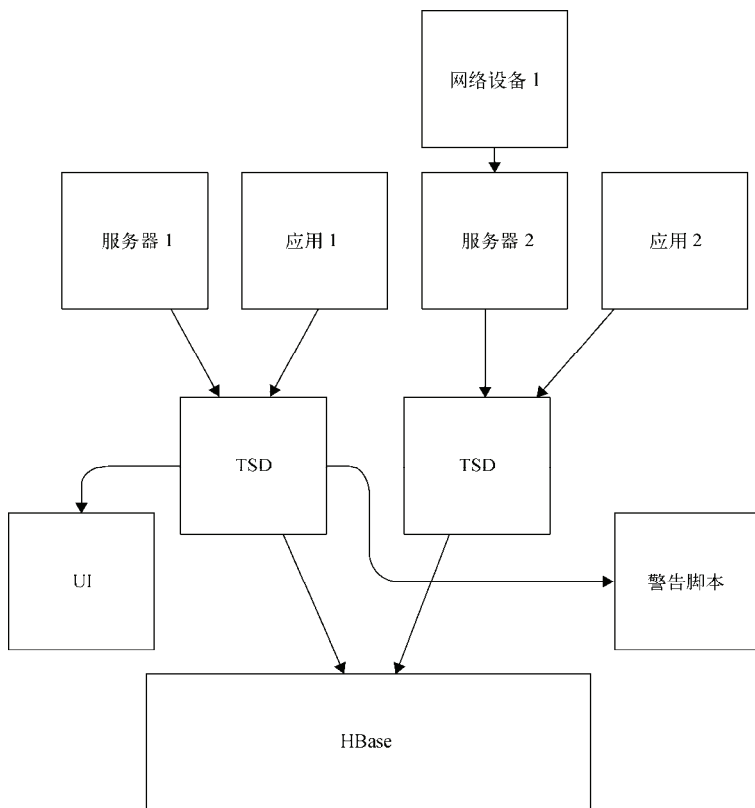 网络设备 1
服务器 1
应用 1
服务器 2
应用 2
TSD
TSD
UI
警告脚本
HBase